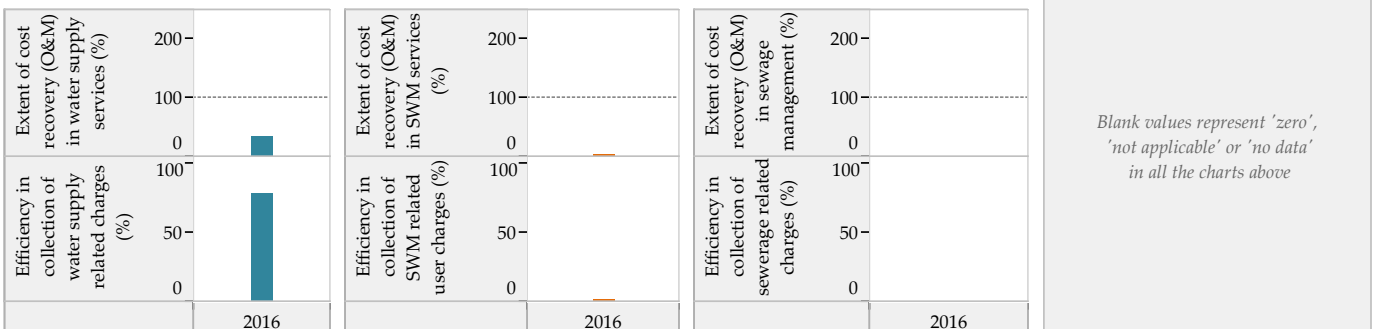 Extent of cost
recovery (O&M)
in water supply
services (%)
200
100
0
Extent of cost
recovery (O&M)
in SWM services
(%)
200
100
0
Extent of cost
recovery (O&M)
in sewage
management (%)
200
100
0
Efficiency in
collection of
water supply
related charges
(%)
100
50
0
2016
Efficiency in
collection of
SWM related
user charges (%)
100
50
0
2016
Efficiency in
collection of
sewerage related
charges (%)
100
50
0
2016
Blank values represent 'zero',
'not applicable' or 'no data'
in all the charts above